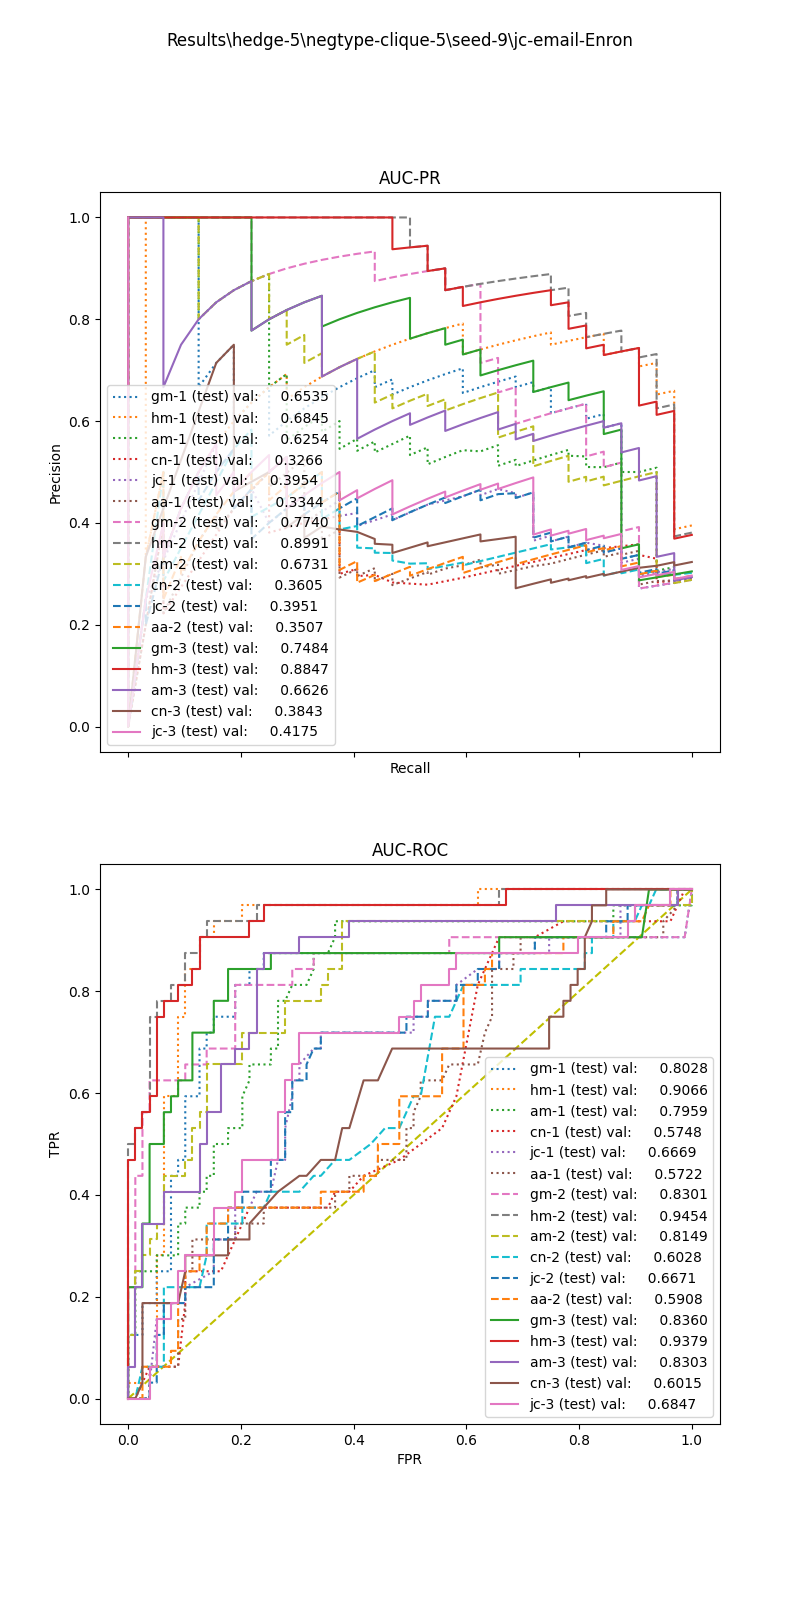 Results\hedge-5\negtype-clique-5\seed-9\jc-email-Enron
AUC-PR
1.0
0.8
0.6
0.4
0.2
0.0
Precision
gm-1 (test) val: 0.6535
hm-1 (test) val: 0.6845
am-1 (test) val: 0.6254
cn-1 (test) val: 0.3266
jc-1 (test) val: 0.3954
aa-1 (test) val: 0.3344
gm-2 (test) val: 0.7740
hm-2 (test) val: 0.8991
am-2 (test) val: 0.6731
cn-2 (test) val: 0.3605
jc-2 (test) val: 0.3951
aa-2 (test) val: 0.3507
gm-3 (test) val: 0.7484
hm-3 (test) val: 0.8847
am-3 (test) val: 0.6626
cn-3 (test) val: 0.3843
jc-3 (test) val: 0.4175
Recall
AUC-ROC
1.0
0.8
0.6
0.4
0.2
0.0
TPR
gm-1 (test) val: 0.8028
hm-1 (test) val: 0.9066
am-1 (test) val: 0.7959
cn-1 (test) val: 0.5748
jc-1 (test) val: 0.6669
aa-1 (test) val: 0.5722
gm-2 (test) val: 0.8301
hm-2 (test) val: 0.9454
am-2 (test) val: 0.8149
cn-2 (test) val: 0.6028
jc-2 (test) val: 0.6671
aa-2 (test) val: 0.5908
gm-3 (test) val: 0.8360
hm-3 (test) val: 0.9379
am-3 (test) val: 0.8303
cn-3 (test) val: 0.6015
jc-3 (test) val: 0.6847
0.0 0.2 0.4 0.6 0.8 1.0
FPR